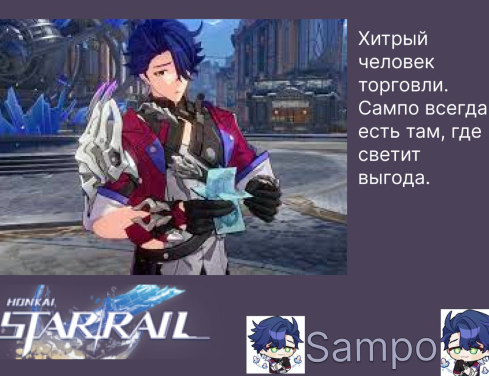 Хитрый
человек
торговли.
Сампо всегда
есть там, где
светит
выгода.
HONKAI
STAR RAIL
Sampo